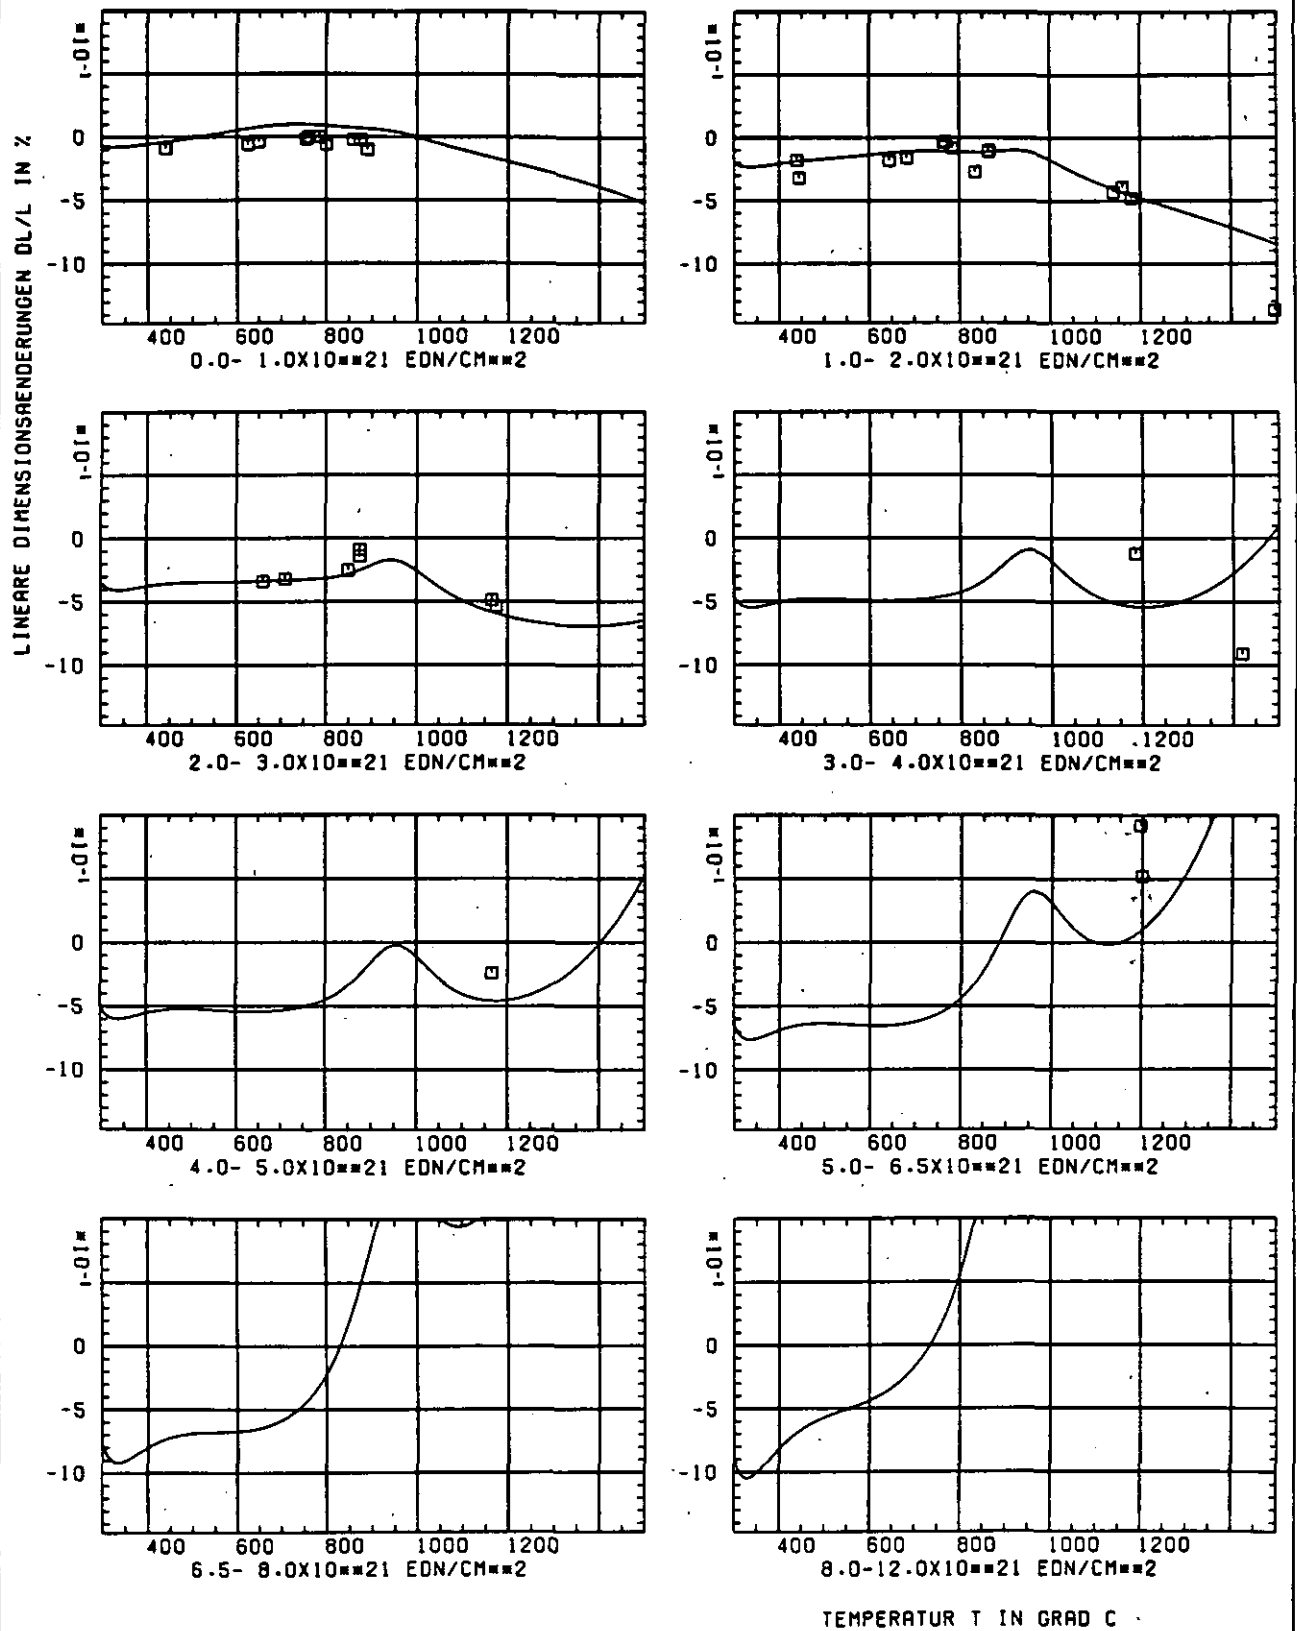 LINEARE DIMENSIONSAENDERUNGEN DL/L IN %
*10-1
0
-5
-10
400 600 800 1000 1200
0.0- 1.0X10**21 EDN/CM**2
*10-1
0
-5
-10
400 600 800 1000 1200
1.0- 2.0X10**21 EDN/CM**2
*10-1
0
-5
-10
400 600 800 1000 1200
2.0- 3.0X10**21 EDN/CM**2
*10-1
0
-5
-10
400 600 800 1000 1200
3.0- 4.0X10**21 EDN/CM**2
*10-1
0
-5
-10
400 600 800 1000 1200
4.0- 5.0X10**21 EDN/CM**2
*10-1
0
-5
-10
400 600 800 1000 1200
5.0- 6.5X10**21 EDN/CM**2
*10-1
0
-5
-10
400 600 800 1000 1200
6.5- 8.0X10**21 EDN/CM**2
*10-1
0
-5
-10
400 600 800 1000 1200
8.0-12.0X10**21 EDN/CM**2
TEMPERATUR T IN GRAD C